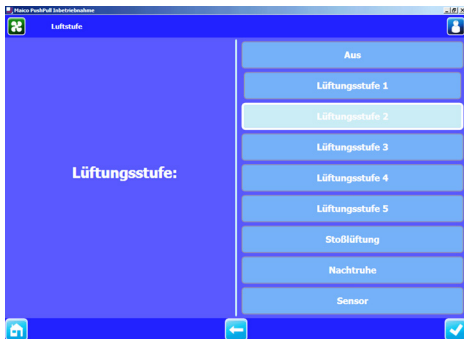 Maico PushPull Inbetriebnahme
Luftstufe
Lüftungsstufe:
Aus
Lüftungsstufe 1
Lüftungsstufe 2
Lüftungsstufe 3
Lüftungsstufe 4
Lüftungsstufe 5
Stoßlüftung
Nachtruhe
Sensor